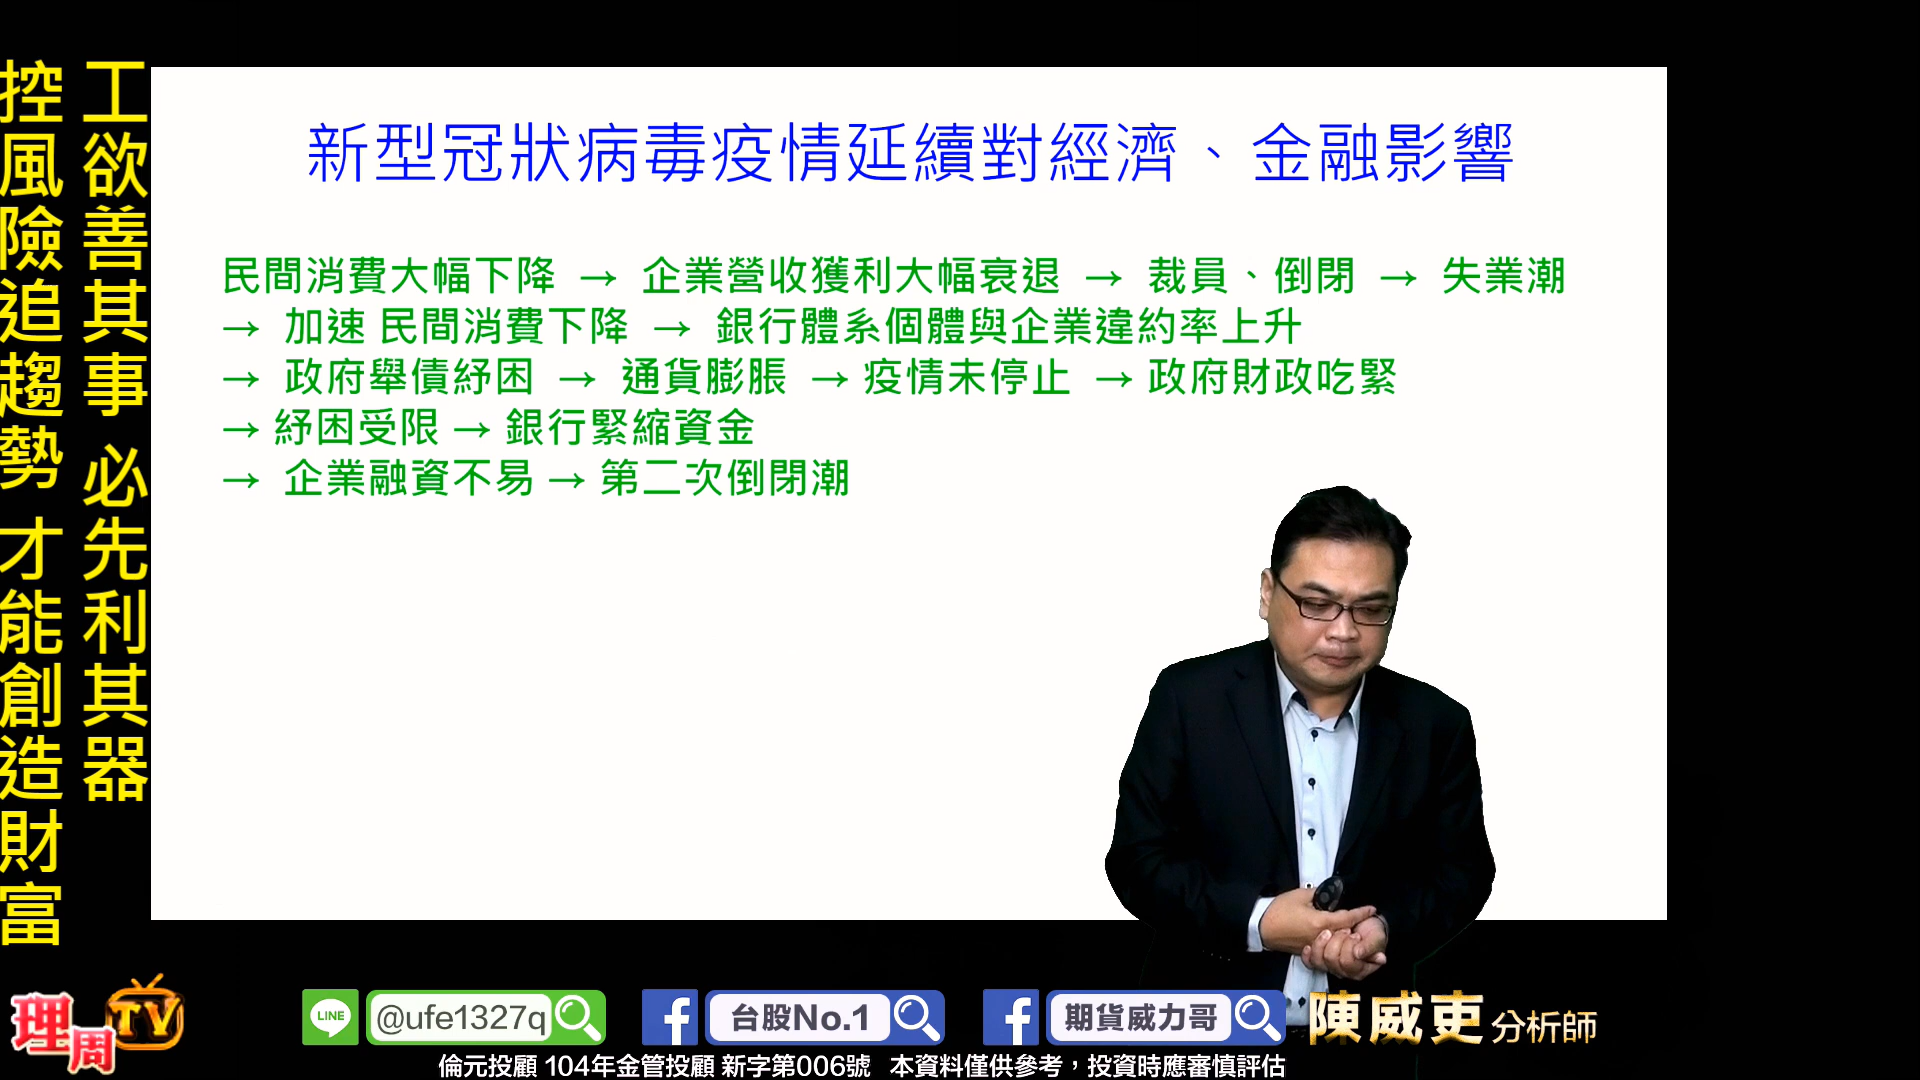 工欲善其事 必先利其器
控風險追趨勢 才能創造財富
新型冠狀病毒疫情延續對經濟、金融影響
民間消費大幅下降 → 企業營收獲利大幅衰退 → 裁員、倒閉 → 失業潮
→ 加速 民間消費下降 → 銀行體系個體與企業違約率上升
→ 政府舉債紓困 → 通貨膨脹 → 疫情未停止 → 政府財政吃緊
→ 紓困受限 → 銀行緊縮資金
→ 企業融資不易 → 第二次倒閉潮
理周TV
LINE @ufe1327q
f 台股No.1
f 期貨威力哥
陳威吏 分析師
倫元投顧 104年金管投顧 新字第006號 本資料僅供參考，投資時應審慎評估